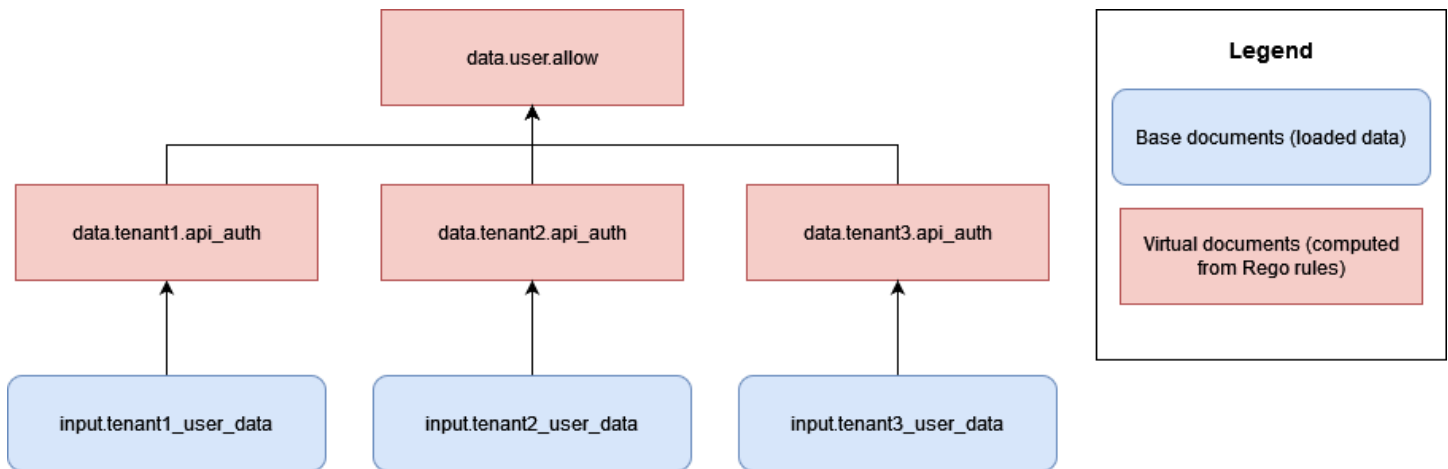 data.user.allow
Legend
Base documents (loaded data)
data.tenant1.api_auth
data.tenant2.api_auth
data.tenant3.api_auth
Virtual documents (computed
from Rego rules)
input.tenant1_user_data
input.tenant2_user_data
input.tenant3_user_data